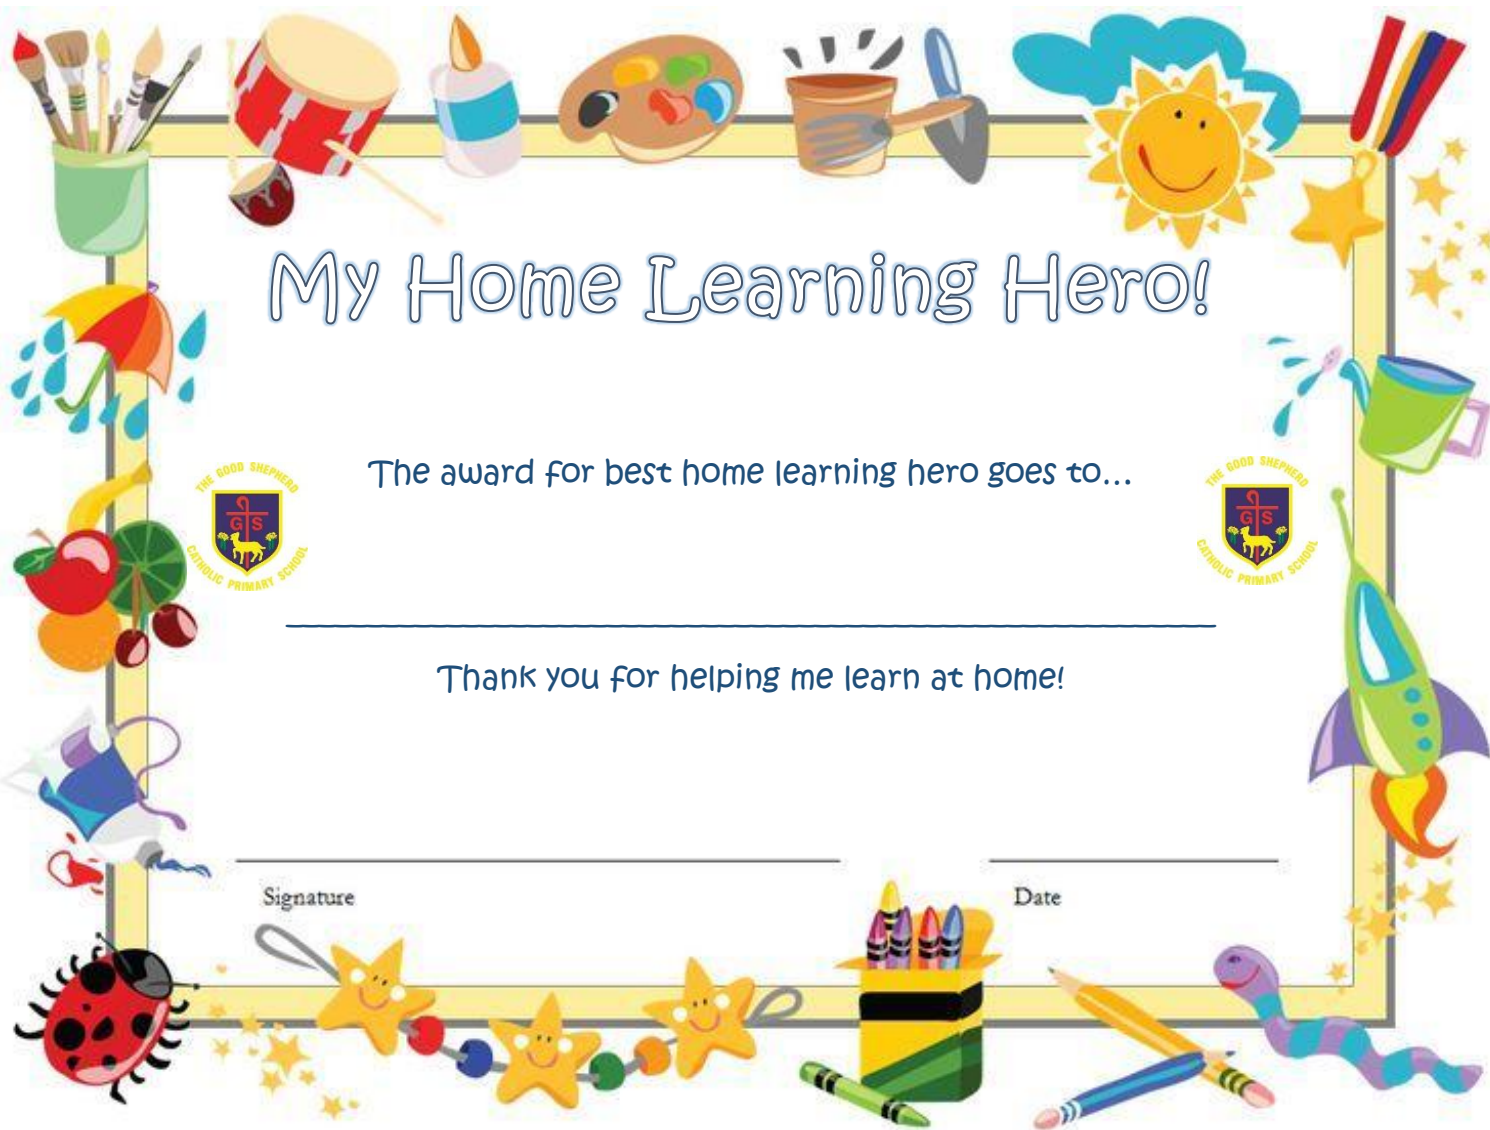 My Home Learning Hero!
The award for best home learning hero goes to...
THE GOOD SHEPHERD
GS
CATHOLIC PRIMARY SCHOOL
THE GOOD SHEPHERD
GS
CATHOLIC PRIMARY SCHOOL
Thank you for helping me learn at home!
Signature
Date